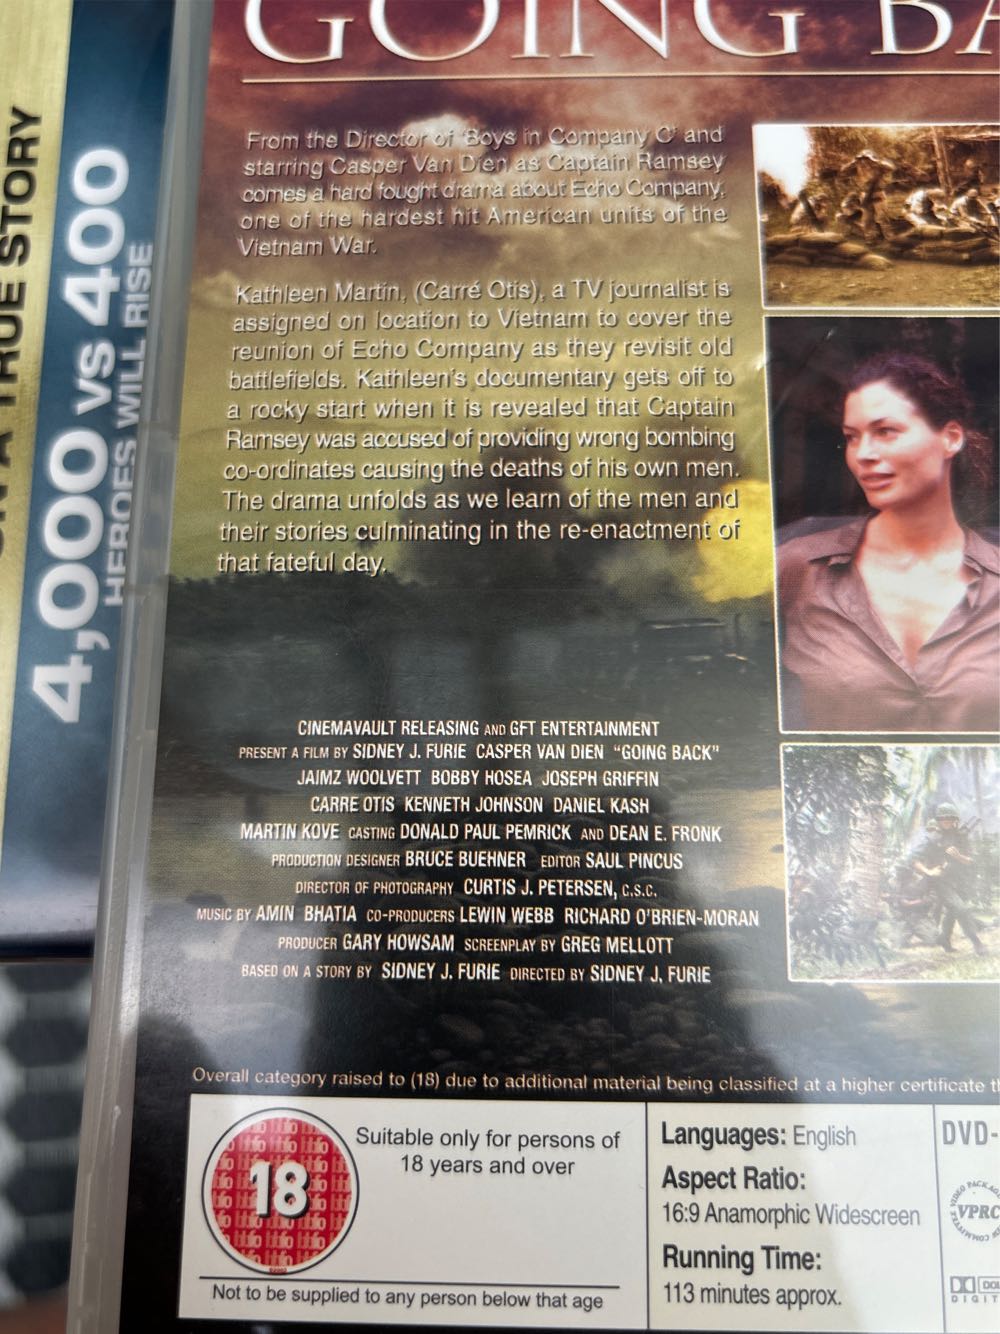 GOING BA
From the Director of 'Boys in Company C' and
starring Casper Van Dien, as Captain Ramsey
comes a hard fought drama about Echo Company,
one of the hardest hit American units of the
Vietnam War.
Kathleen Martin, (Carré Otis), a TV journalist is
assigned on location to Vietnam to cover the
reunion of Echo Company as they revisit old
battlefields. Kathleen's documentary gets off to
a rocky start when it is revealed that Captain
Ramsey was accused of providing wrong bombing
co-ordinates causing the deaths of his own men.
The drama unfolds as we learn of the men and
their stories culminating in the re-enactment of
that fateful day.
CINEMAVAULT RELEASING AND GFT ENTERTAINMENT
PRESENT A FILM BY SIDNEY J. FURIE CASPER VAN DIEN "GOING BACK"
JAIMZ WOOLVETT BOBBY HOSEA JOSEPH GRIFFIN
CARRE OTIS KENNETH JOHNSON DANIEL KASH
MARTIN KOVE CASTING DONALD PAUL PEMRICK AND DEAN E. FRONK
PRODUCTION DESIGNER BRUCE BUEHNER EDITOR SAUL PINCUS
DIRECTOR OF PHOTOGRAPHY CURTIS J. PETERSEN, C.S.C.
MUSIC BY AMIN BHATIA CO-PRODUCERS LEWIN WEBB RICHARD O'BRIEN-MORAN
PRODUCER GARY HOWSAM SCREENPLAY BY GREG MELLOTT
BASED ON A STORY BY SIDNEY J. FURIE DIRECTED BY SIDNEY J. FURIE
Overall category raised to (18) due to additional material being classified at a higher certificate th
18
Suitable only for persons of
18 years and over
Not to be supplied to any person below that age
Languages: English
Aspect Ratio:
16:9 Anamorphic Widescreen
Running Time:
113 minutes approx.
DVD-
VIDEO PACKAG
VPRC
DIGIT
A TRUE STORY
4,000 vs 400
HEROES WILL RISE